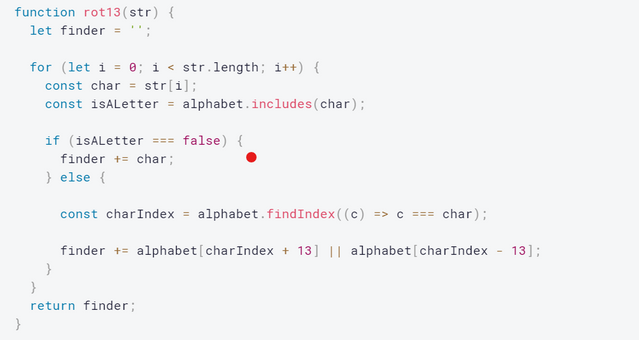 function rot13(str) {
  let finder = '';
  for (let i = 0; i < str.length; i++) {
    const char = str[i];
    const isALetter = alphabet.includes(char);
    if (isALetter === false) {
      finder += char;
    } else {
      const charIndex = alphabet.findIndex((c) => c === char);
      finder += alphabet[charIndex + 13] || alphabet[charIndex - 13];
    }
  }
  return finder;
}